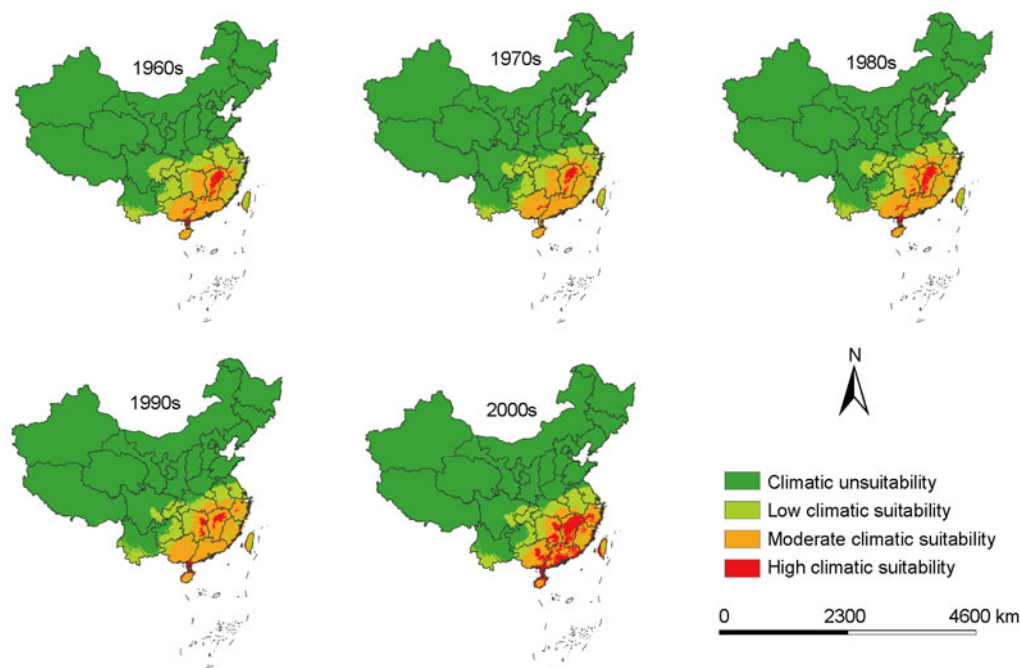 1960s
1970s
1980s
1990s
2000s
N
Climatic unsuitability
Low climatic suitability
Moderate climatic suitability
High climatic suitability
0 2300 4600 km